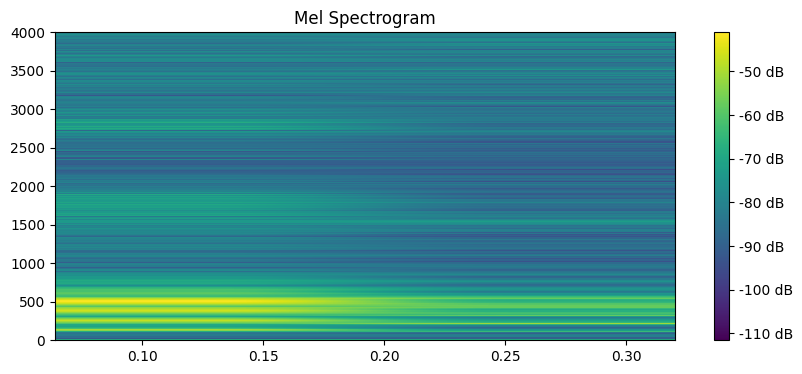 Mel Spectrogram
4000
3500
3000
2500
2000
1500
1000
500
0
0.10 0.15 0.20 0.25 0.30
-50 dB
-60 dB
-70 dB
-80 dB
-90 dB
-100 dB
-110 dB